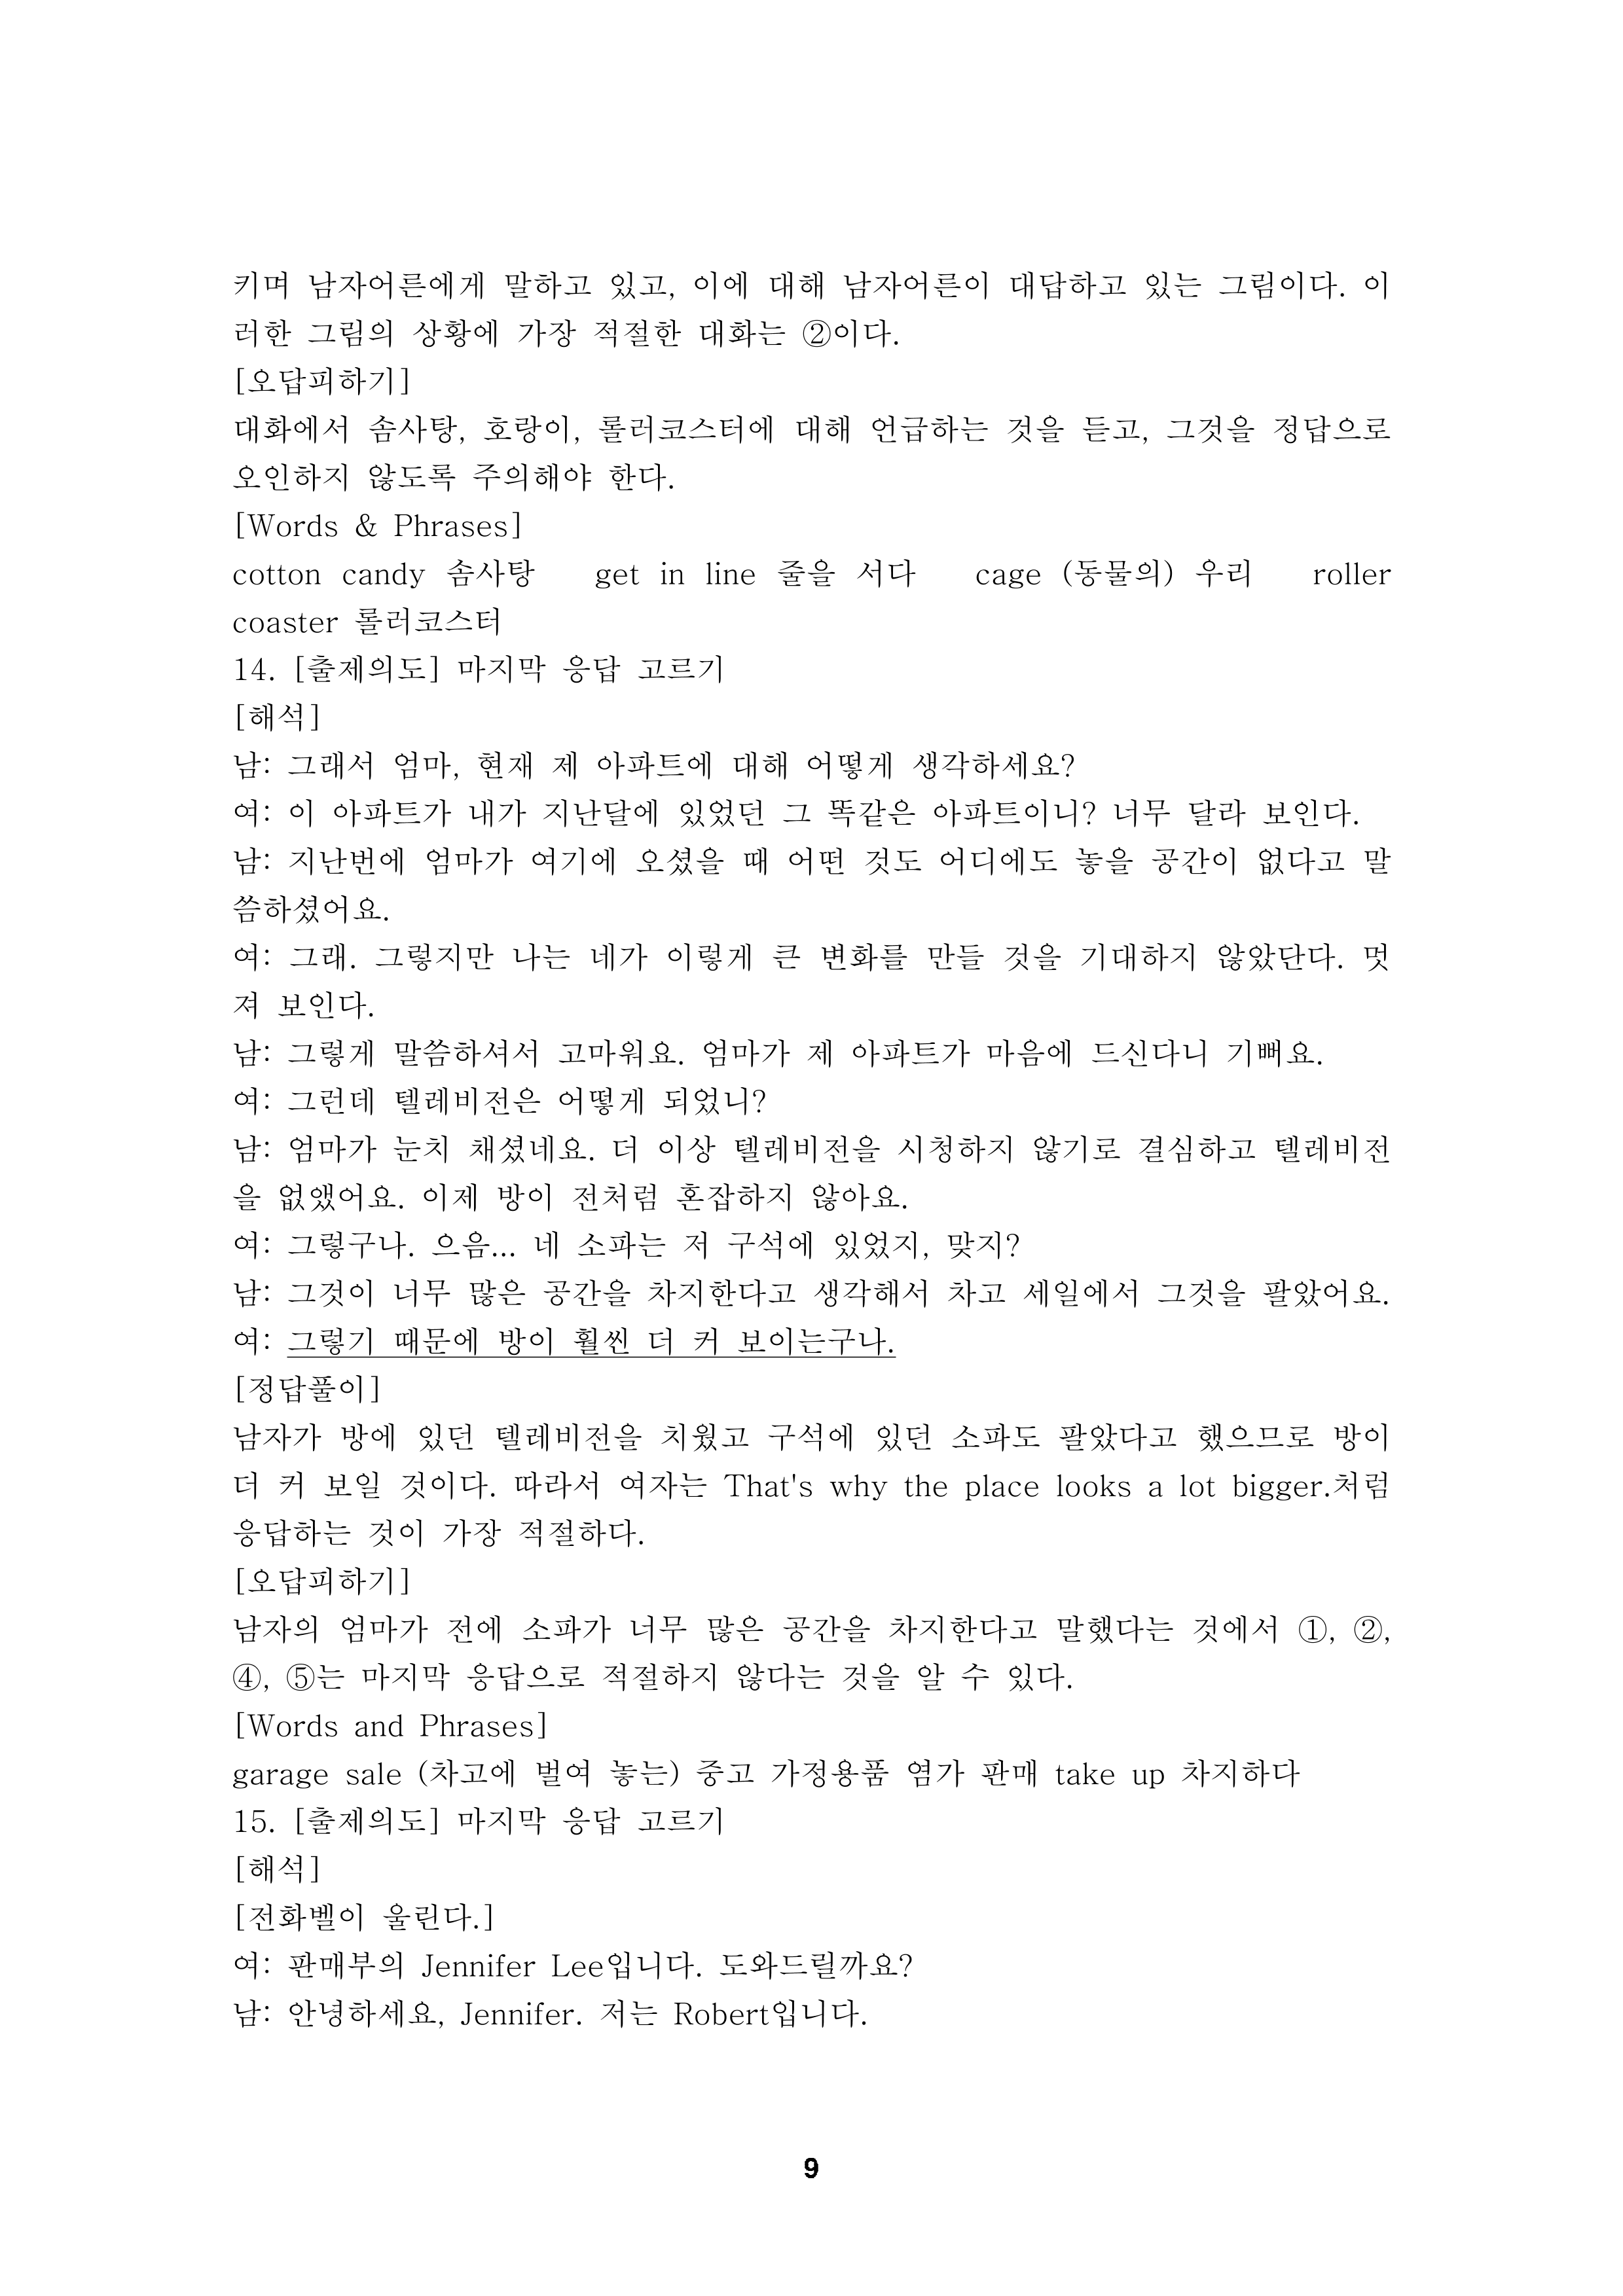 키며 남자어른에게 말하고 있고, 이에 대해 남자어른이 대답하고 있는 그림이다. 이
러한 그림의 상황에 가장 적절한 대화는 ②이다.
[오답피하기]
대화에서 솜사탕, 호랑이, 롤러코스터에 대해 언급하는 것을 듣고, 그것을 정답으로
오인하지 않도록 주의해야 한다.
[Words & Phrases]
cotton candy 솜사탕 get in line 줄을 서다 cage (동물의) 우리 roller
coaster 롤러코스터
14. [출제의도] 마지막 응답 고르기
[해석]
남: 그래서 엄마, 현재 제 아파트에 대해 어떻게 생각하세요?
여: 이 아파트가 내가 지난달에 있었던 그 똑같은 아파트이니? 너무 달라 보인다.
남: 지난번에 엄마가 여기에 오셨을 때 어떤 것도 어디에도 놓을 공간이 없다고 말
씀하셨어요.
여: 그래. 그렇지만 나는 네가 이렇게 큰 변화를 만들 것을 기대하지 않았단다. 멋
져 보인다.
남: 그렇게 말씀하셔서 고마워요. 엄마가 제 아파트가 마음에 드신다니 기뻐요.
여: 그런데 텔레비전은 어떻게 되었니?
남: 엄마가 눈치 채셨네요. 더 이상 텔레비전을 시청하지 않기로 결심하고 텔레비전
을 없앴어요. 이제 방이 전처럼 혼잡하지 않아요.
여: 그렇구나. 으음... 네 소파는 저 구석에 있었지, 맞지?
남: 그것이 너무 많은 공간을 차지한다고 생각해서 차고 세일에서 그것을 팔았어요.
여: 그렇기 때문에 방이 훨씬 더 커 보이는구나.
[정답풀이]
남자가 방에 있던 텔레비전을 치웠고 구석에 있던 소파도 팔았다고 했으므로 방이
더 커 보일 것이다. 따라서 여자는 That's why the place looks a lot bigger.처럼
응답하는 것이 가장 적절하다.
[오답피하기]
남자의 엄마가 전에 소파가 너무 많은 공간을 차지한다고 말했다는 것에서 ①, ②,
④, ⑤는 마지막 응답으로 적절하지 않다는 것을 알 수 있다.
[Words and Phrases]
garage sale (차고에 벌여 놓는) 중고 가정용품 염가 판매 take up 차지하다
15. [출제의도] 마지막 응답 고르기
[해석]
[전화벨이 울린다.]
여: 판매부의 Jennifer Lee입니다. 도와드릴까요?
남: 안녕하세요, Jennifer. 저는 Robert입니다.
9